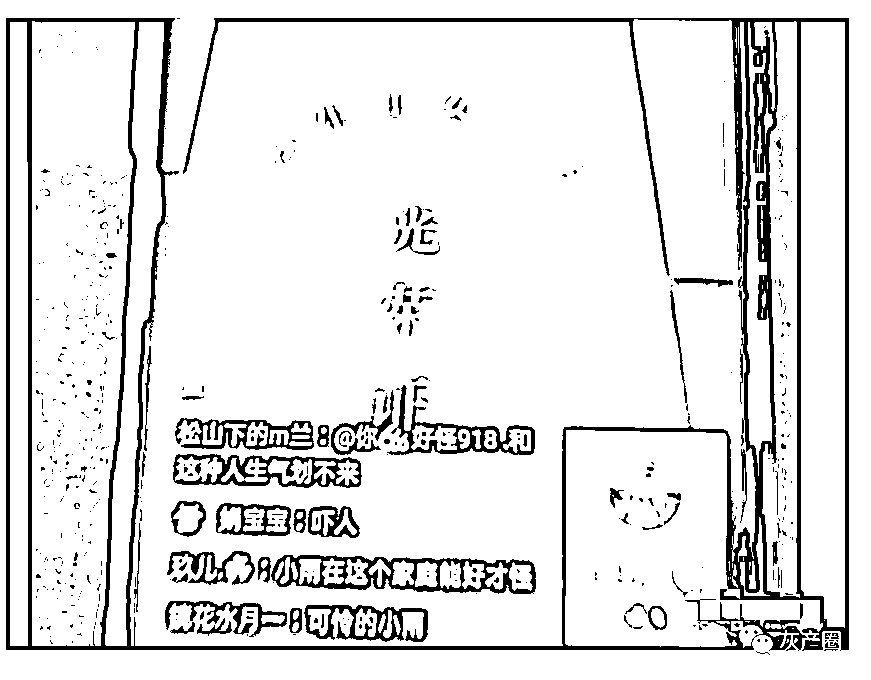 光
松山下的m兰：@你 好怪918.和
这种人生气划不来
娟宝宝：吓人
玖儿 ：小雨在这个家庭能好才怪
镜花水月一：可怜的小雨
灰产圈